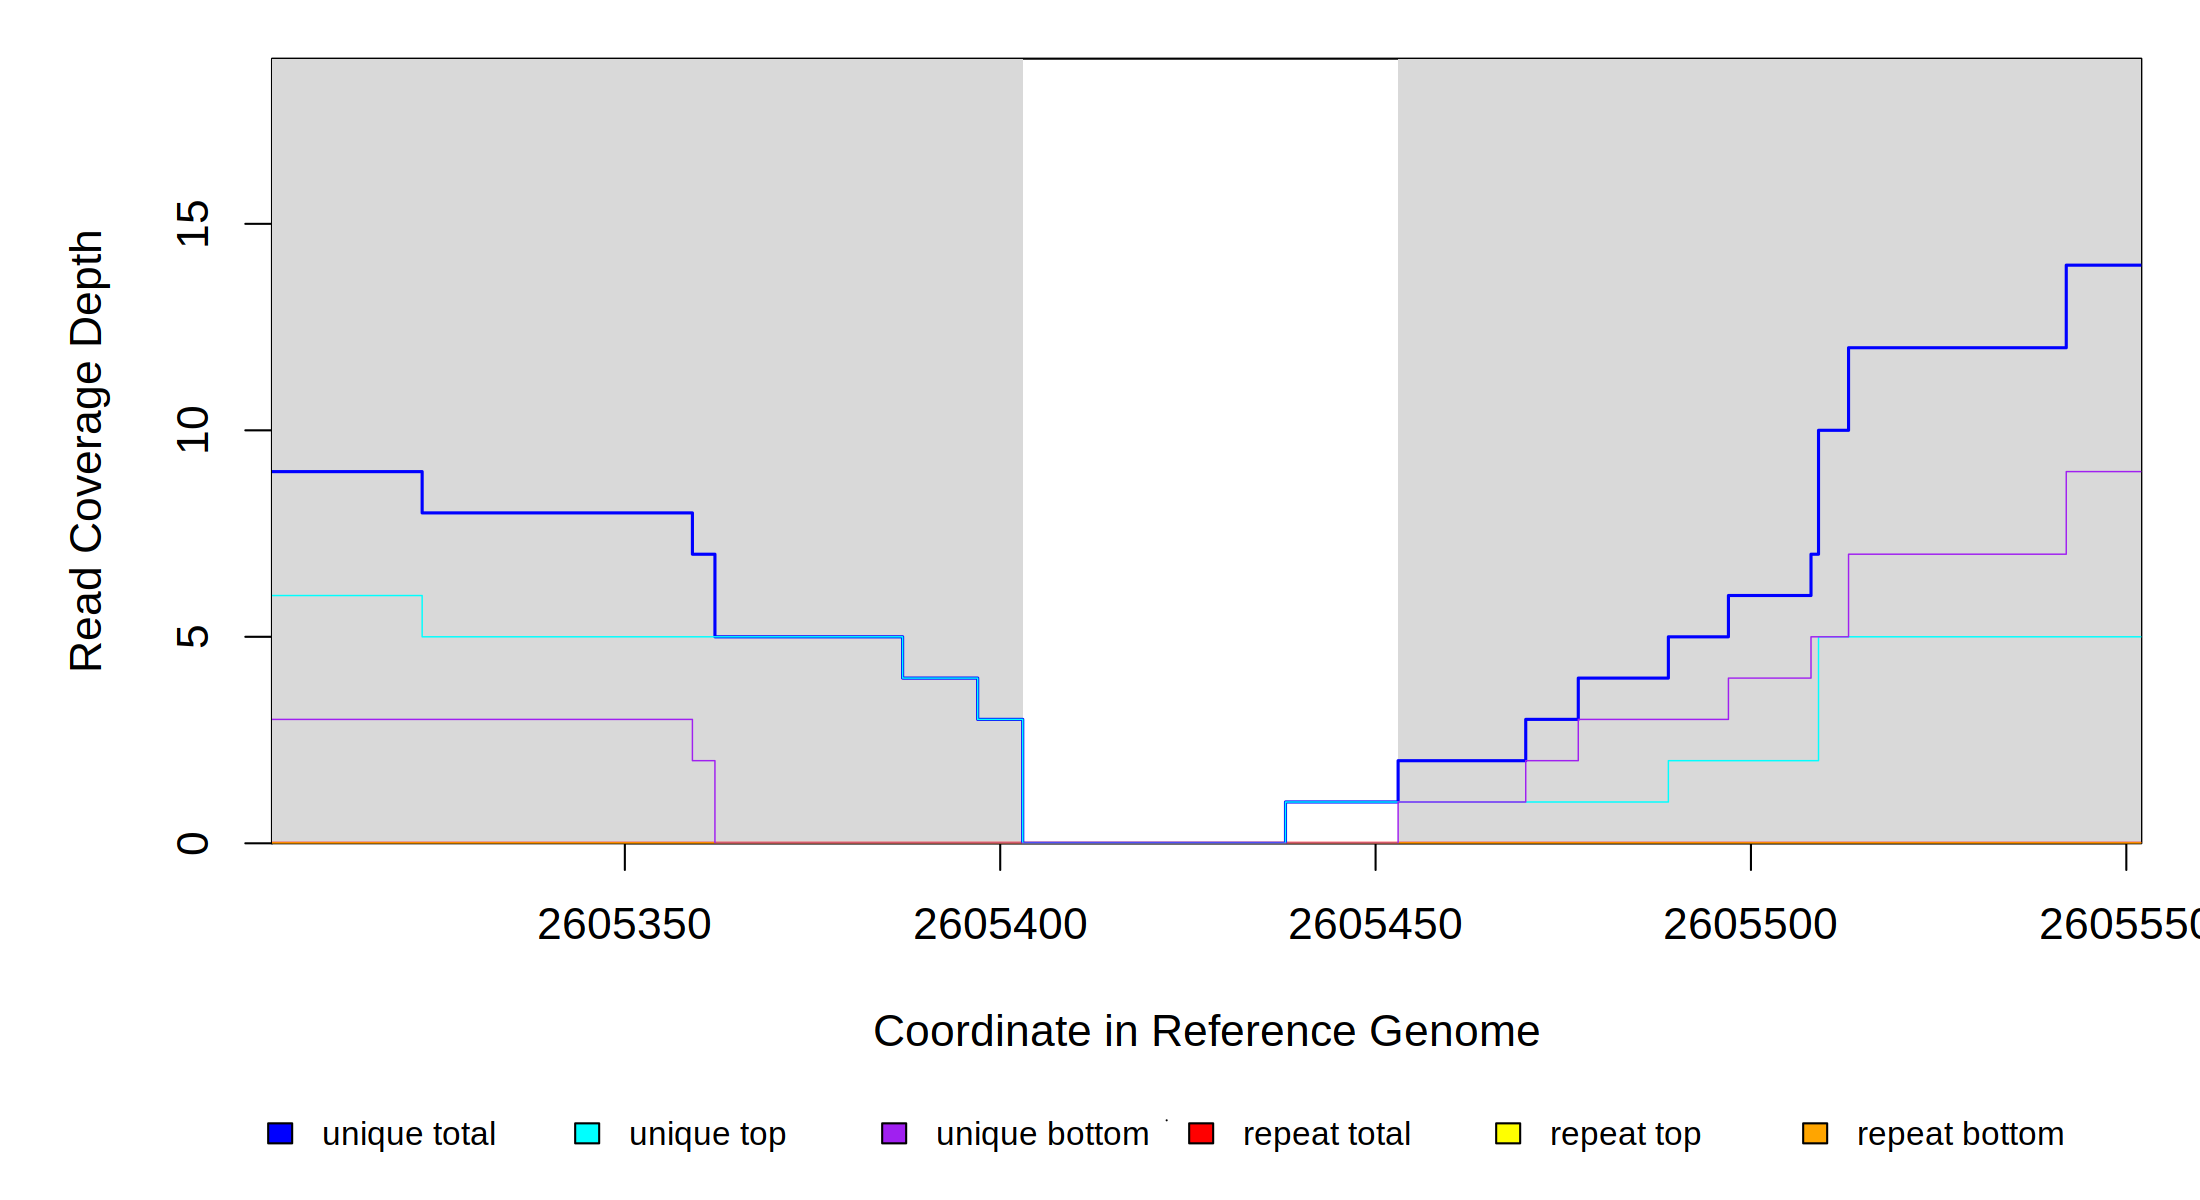 Read Coverage Depth
15
10
5
0
2605350 2605400 2605450 2605500 260555
Coordinate in Reference Genome
unique total unique top unique bottom repeat total repeat top repeat bottom